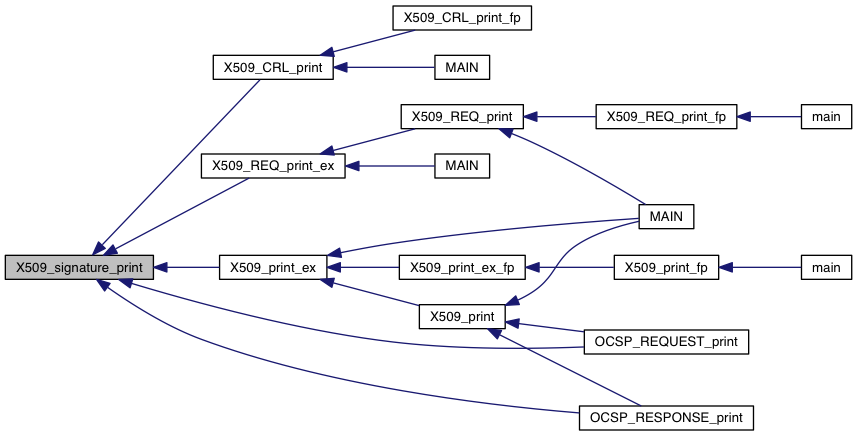 X509_CRL_print_fp
X509_CRL_print
MAIN
X509_REQ_print
X509_REQ_print_fp
main
X509_REQ_print_ex
MAIN
MAIN
X509_signature_print
X509_print_ex
X509_print_ex_fp
X509_print_fp
main
X509_print
OCSP_REQUEST_print
OCSP_RESPONSE_print